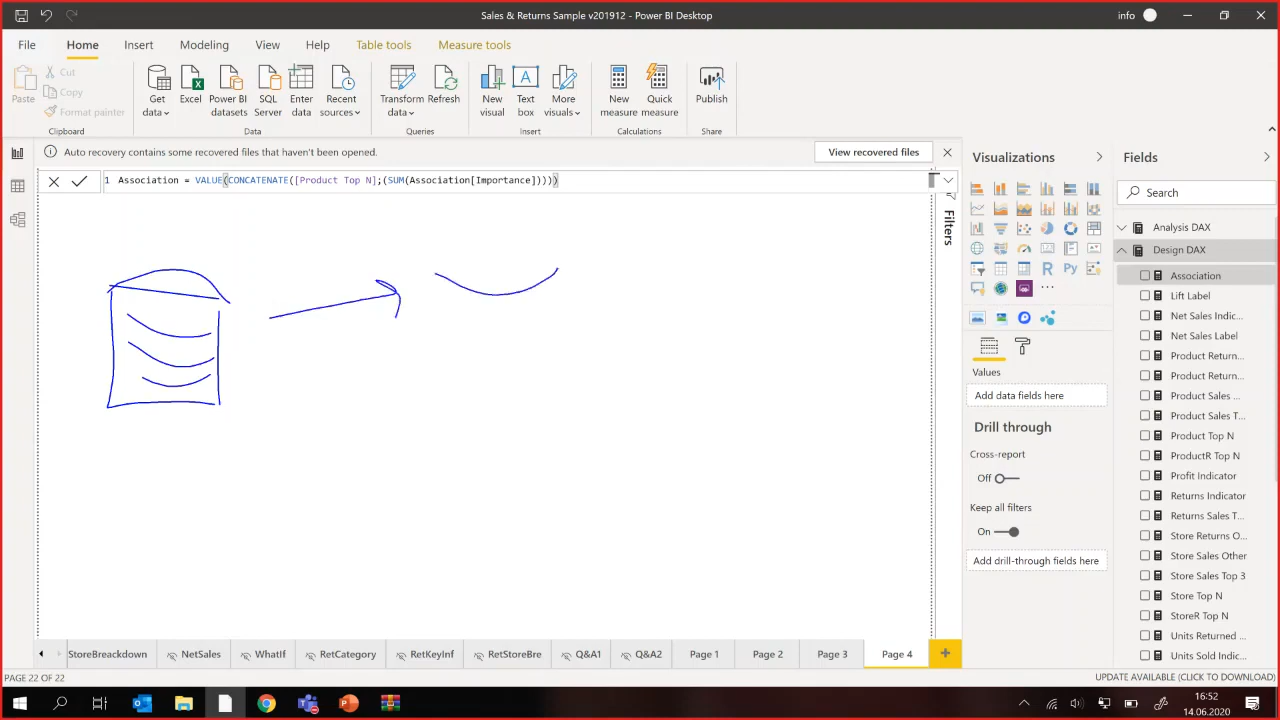 Sales & Returns Sample v201912 - Power BI Desktop
info
File Home Insert Modeling View Help Table tools Measure tools
Paste
Cut
Copy
Format painter
Clipboard
Get data
Excel
Power BI datasets
SQL Server
Enter data
Recent sources
Data
Transform data
Refresh
Queries
New visual
Text box
More visuals
Insert
New measure
Quick measure
Calculations
Publish
Share
Auto recovery contains some recovered files that haven't been opened.
View recovered files
1 Association = VALUE(CONCATENATE([Product Top N];(SUM(Association[Importance]))))
Filters
Visualizations
R Py
Values
Add data fields here
Drill through
Cross-report
Off
Keep all filters
On
Add drill-through fields here
Fields
Search
Analysis DAX
Design DAX
Association
Lift Label
Net Sales Indic...
Net Sales Label
Product Return...
Product Return...
Product Sales ...
Product Sales T...
Product Top N
ProductR Top N
Profit Indicator
Returns Indicator
Returns Sales T...
Store Returns O...
Store Sales Other
Store Sales Top 3
Store Top N
StoreR Top N
Units Returned ...
Units Sold Indic...
StoreBreakdown NetSales WhatIf RetCategory RetKeyInf RetStoreBre Q&A1 Q&A2 Page 1 Page 2 Page 3 Page 4
PAGE 22 OF 22
UPDATE AVAILABLE (CLICK TO DOWNLOAD)
16:52
14.06.2020